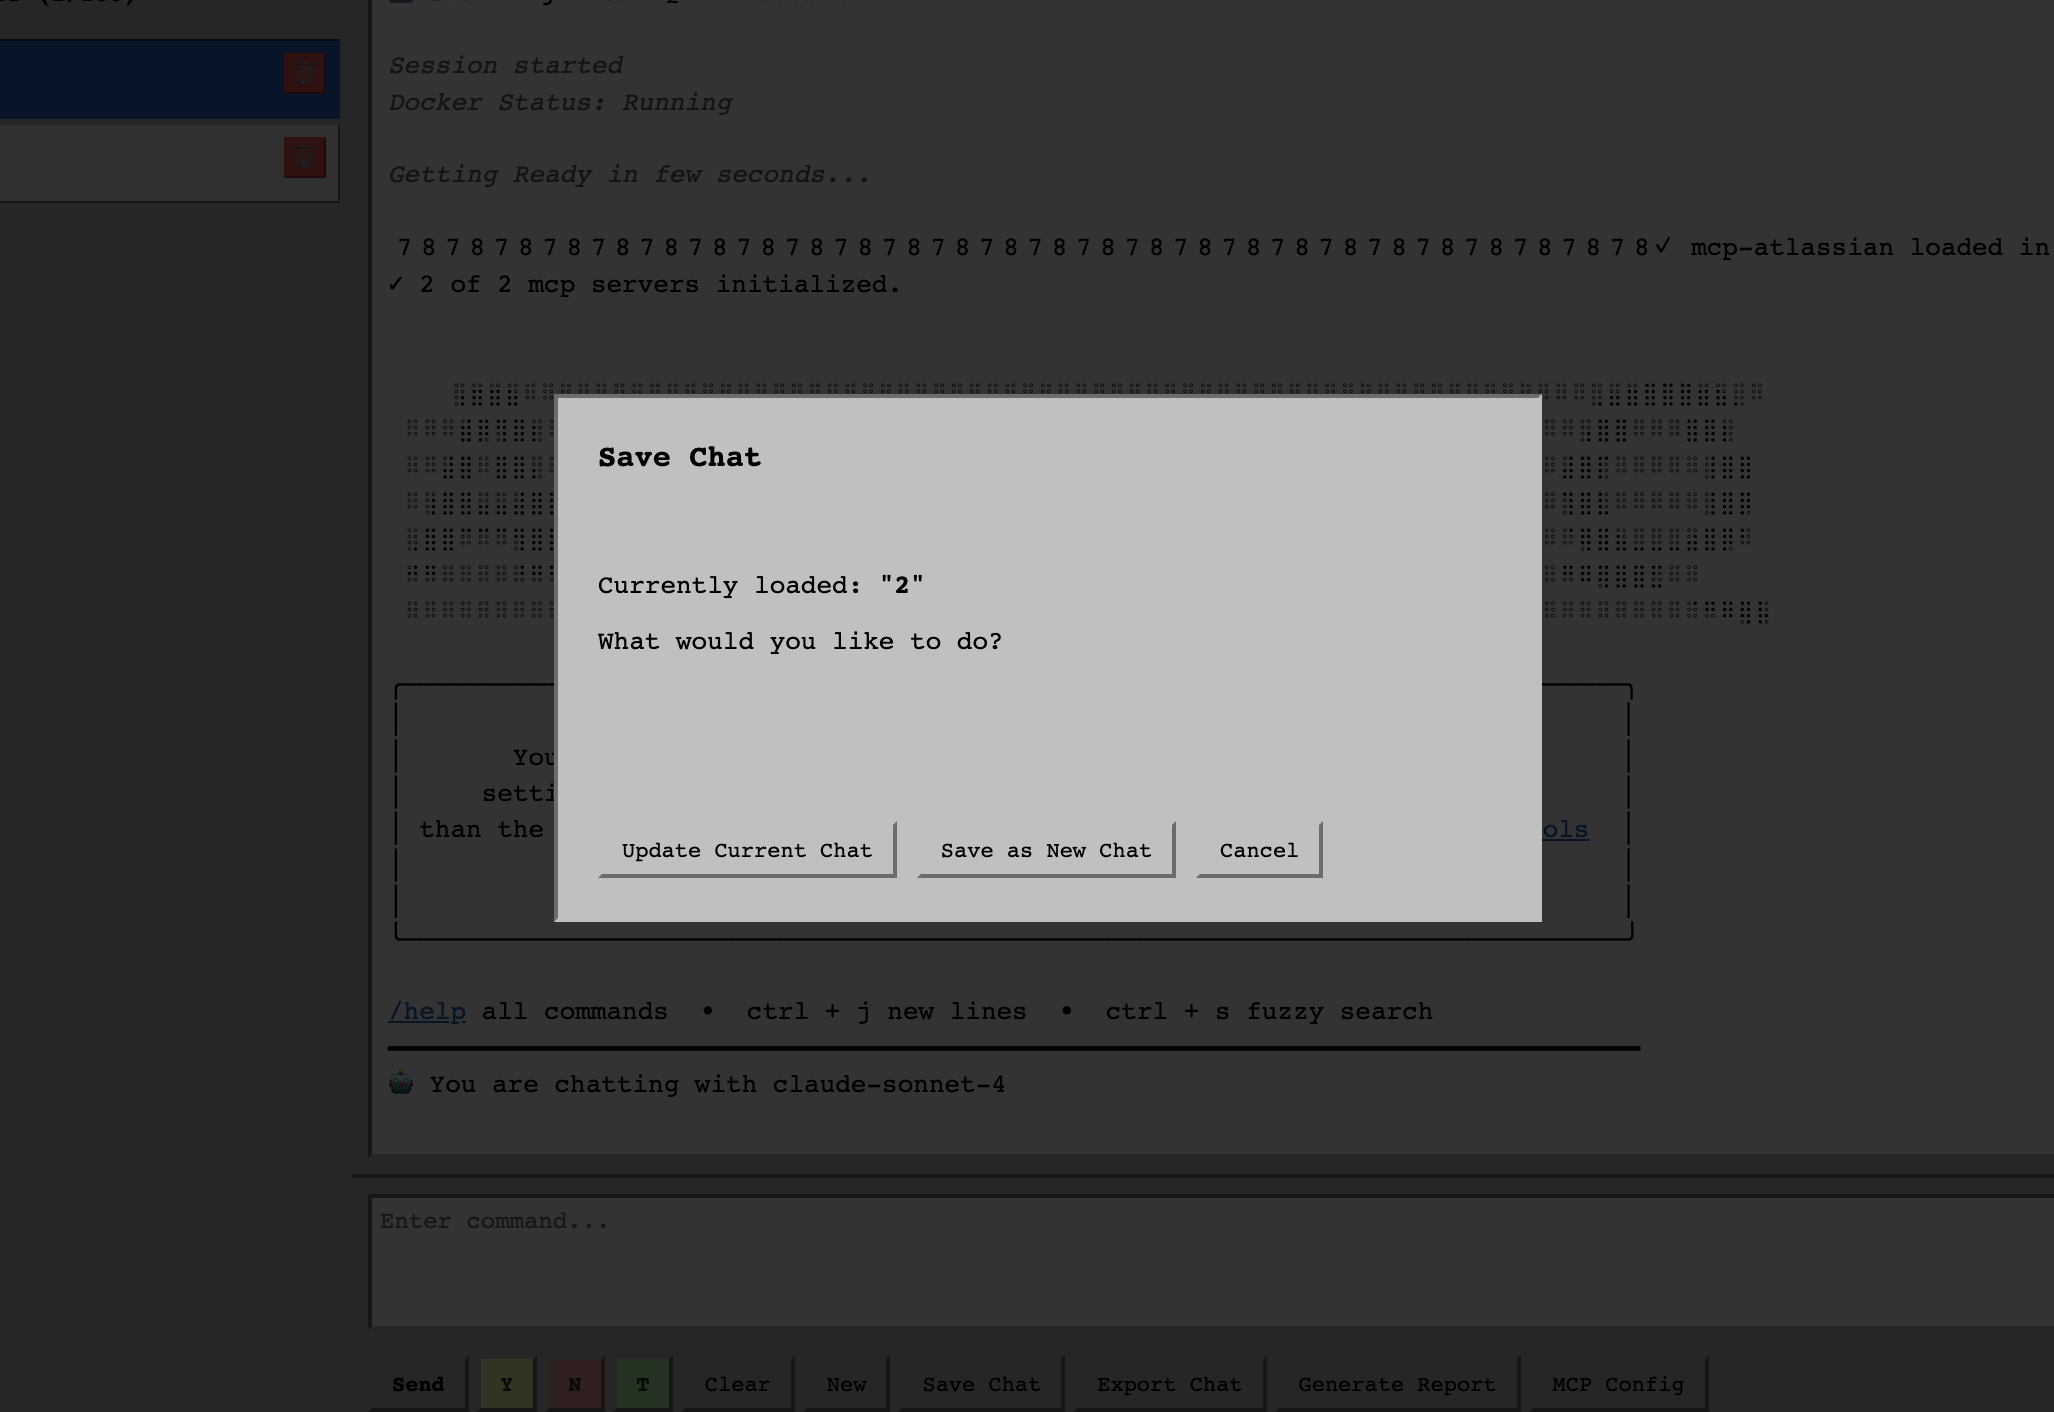 Session started
Docker Status: Running
Getting Ready in few seconds...
7 8 7 8 7 8 7 8 7 8 7 8 7 8 7 8 7 8 7 8 7 8 7 8 7 8 7 8 7 8 7 8 7 8 7 8 7 8 7 8 7 8 7 8 7 8 7 8 7 8 7 8✓ mcp-atlassian loaded in
✓ 2 of 2 mcp servers initialized.
Save Chat
Currently loaded: "2"
What would you like to do?
You
setti
than the
ols
Update Current Chat
Save as New Chat
Cancel
/help all commands • ctrl + j new lines • ctrl + s fuzzy search
🤖 You are chatting with claude-sonnet-4
Enter command...
Send Y N T Clear New Save Chat Export Chat Generate Report MCP Config